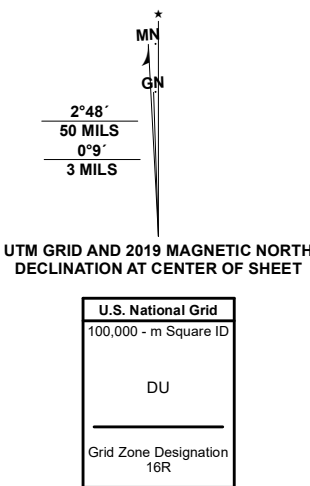 ★
MN
GN
2°48´
50 MILS
0°9´
3 MILS
UTM GRID AND 2019 MAGNETIC NORTH
DECLINATION AT CENTER OF SHEET
U.S. National Grid
100,000 - m Square ID
DU
Grid Zone Designation
16R